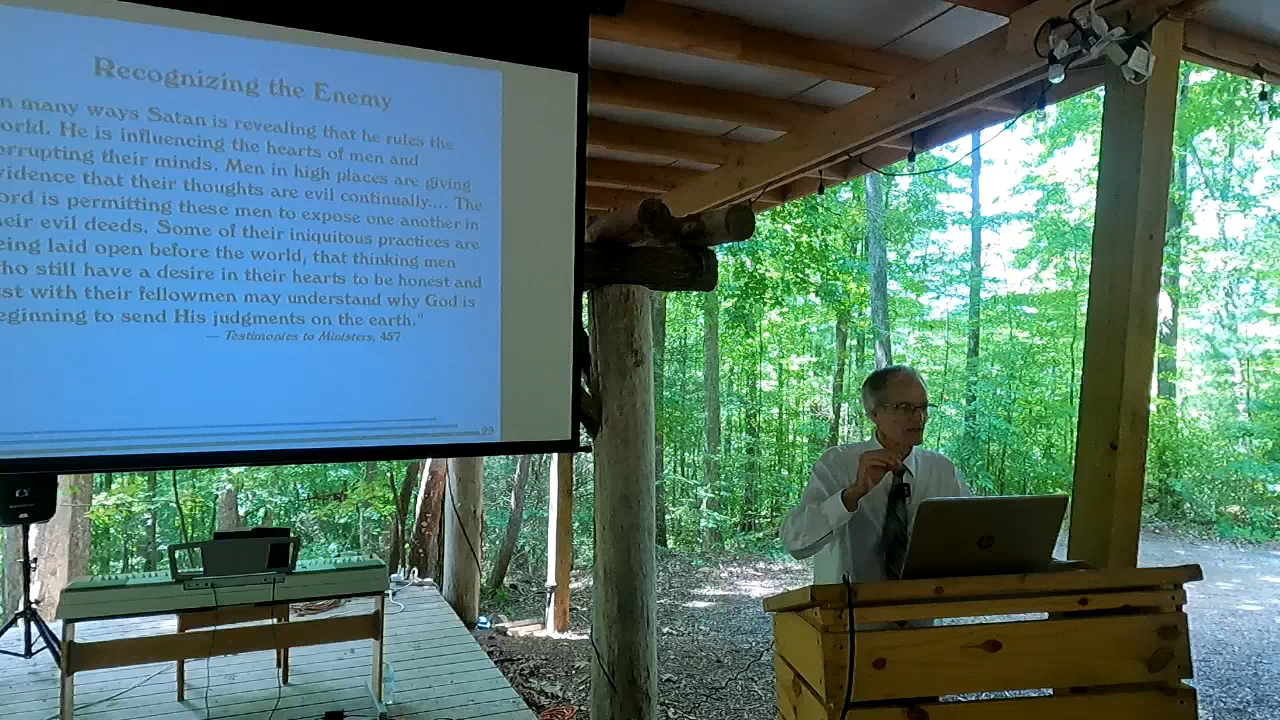 Recognizing the Enemy
n many ways Satan is revealing that he rules the
orld. He is influencing the hearts of men and
orrupting their minds. Men in high places are giving
vidence that their thoughts are evil continually.... The
ord is permitting these men to expose one another in
heir evil deeds. Some of their iniquitous practices are
eing laid open before the world, that thinking men
ho still have a desire in their hearts to be honest and
st with their fellowmen may understand why God is
eginning to send His judgments on the earth."
— Testimonies to Ministers, 457
29
hp